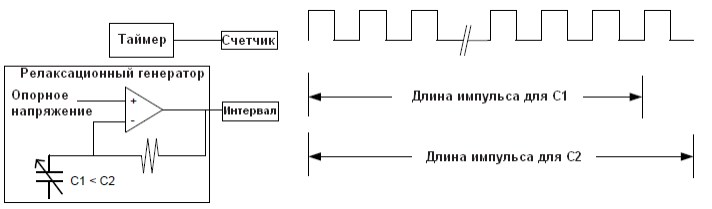 Таймер
Счетчик
Релаксационный генератор
Опорное
напряжение
+
-
Интервал
C1 < C2
Длина импульса для C1
Длина импульса для C2